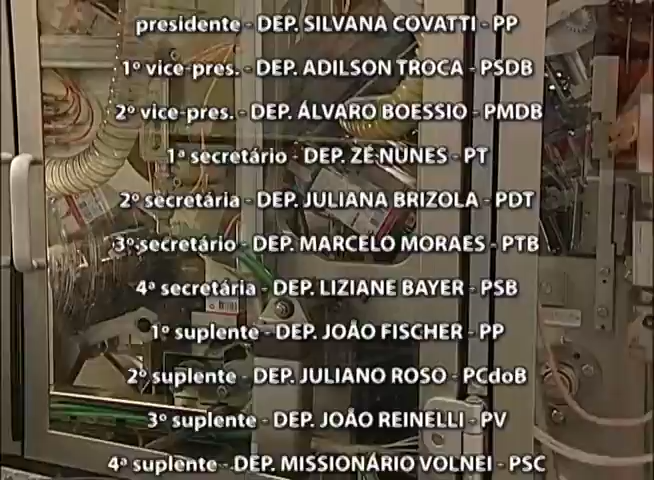 presidente - DEP. SILVANA COVATTI - PP
1º vice-pres. - DEP. ADILSON TROCA - PSDB
2º vice-pres. - DEP. ÁLVARO BOESSIO - PMDB
1ª secretário - DEP. ZÉ NUNES - PT
2º secretária - DEP. JULIANA BRIZOLA - PDT
3º secretário - DEP. MARCELO MORAES - PTB
4ª secretária - DEP. LIZIANE BAYER - PSB
1º suplente - DEP. JOÃO FISCHER - PP
2º suplente - DEP. JULIANO ROSO - PCdoB
3º suplente - DEP. JOÃO REINELLI - PV
4ª suplente - DEP. MISSIONÁRIO VOLNEI - PSC